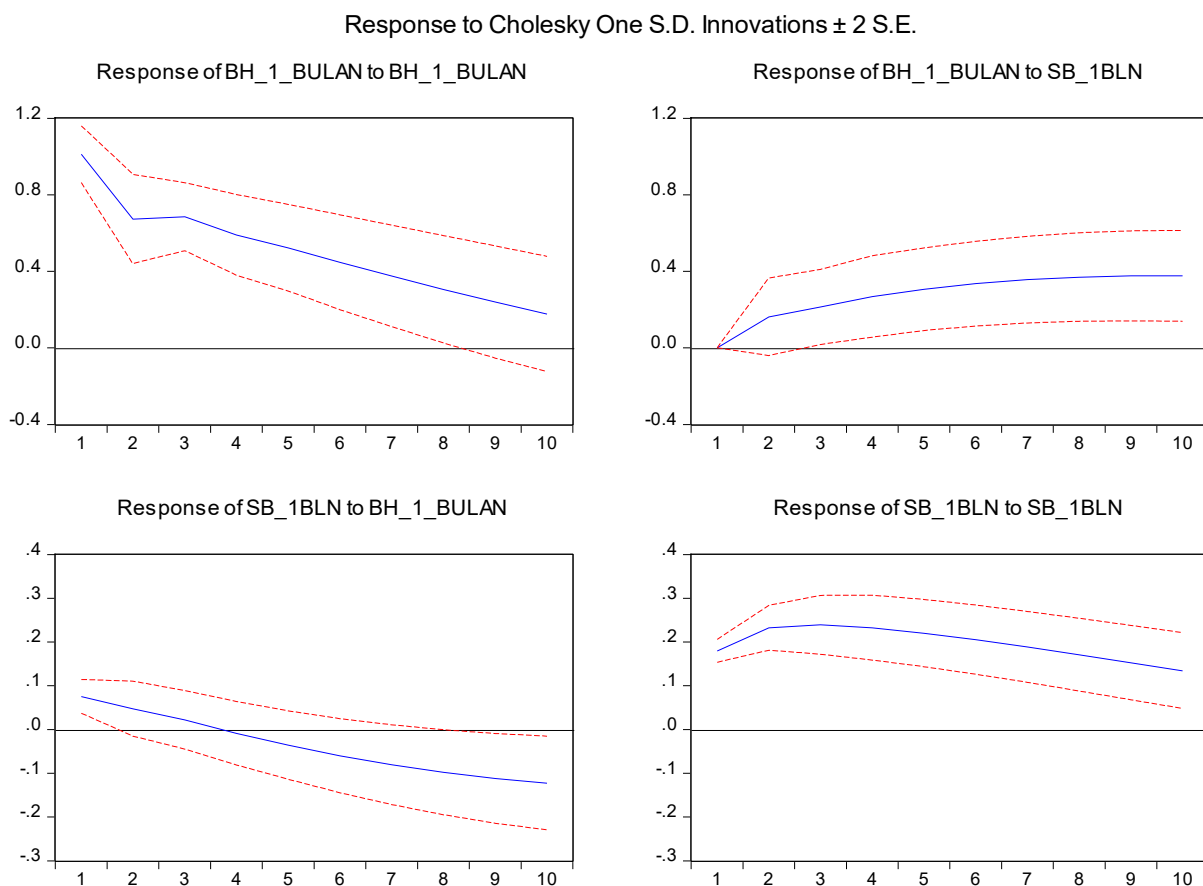 Response to Cholesky One S.D. Innovations ± 2 S.E.
Response of BH_1_BULAN to BH_1_BULAN
1.2
0.8
0.4
0.0
-0.4
1 2 3 4 5 6 7 8 9 10
Response of BH_1_BULAN to SB_1BLN
1.2
0.8
0.4
0.0
-0.4
1 2 3 4 5 6 7 8 9 10
Response of SB_1BLN to BH_1_BULAN
.4
.3
.2
.1
.0
-.1
-.2
-.3
1 2 3 4 5 6 7 8 9 10
Response of SB_1BLN to SB_1BLN
.4
.3
.2
.1
.0
-.1
-.2
-.3
1 2 3 4 5 6 7 8 9 10